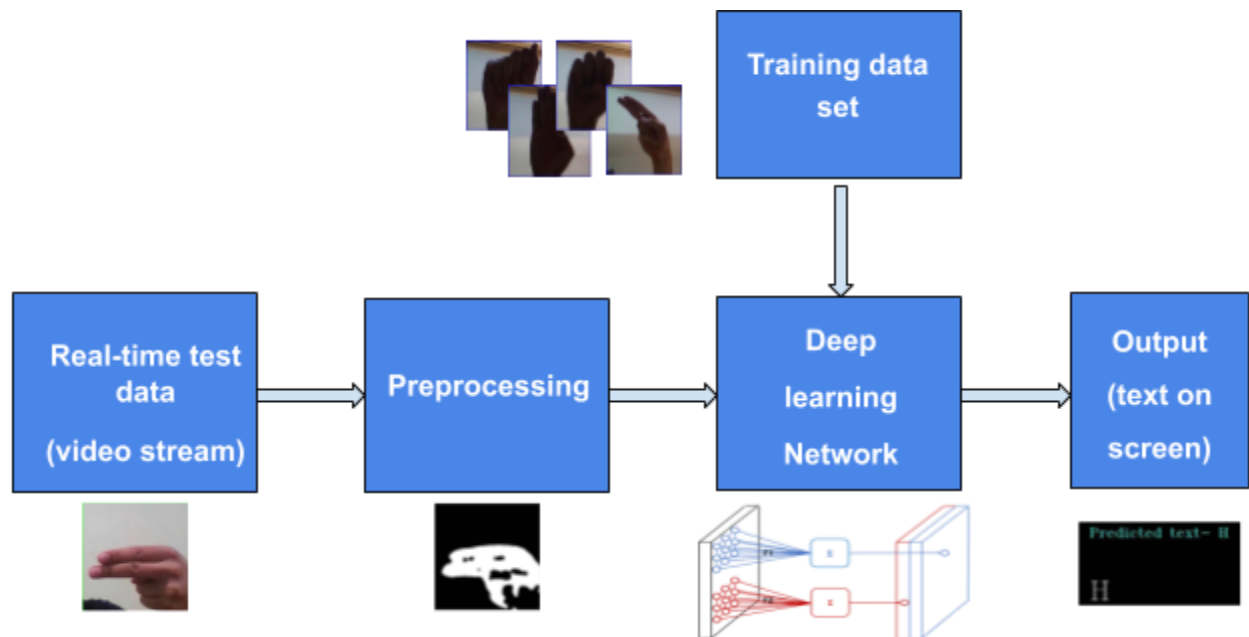 Training data
set
Real-time test
data
(video stream)
Preprocessing
Deep
learning
Network
Output
(text on
screen)
Predicted text- H
H